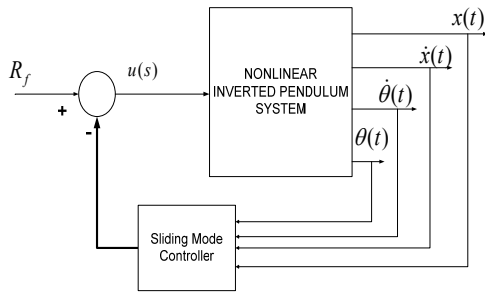 x(t)
ẋ(t)
θ̇(t)
θ(t)
R_f
u(s)
+
-
NONLINEAR
INVERTED PENDULUM
SYSTEM
Sliding Mode
Controller